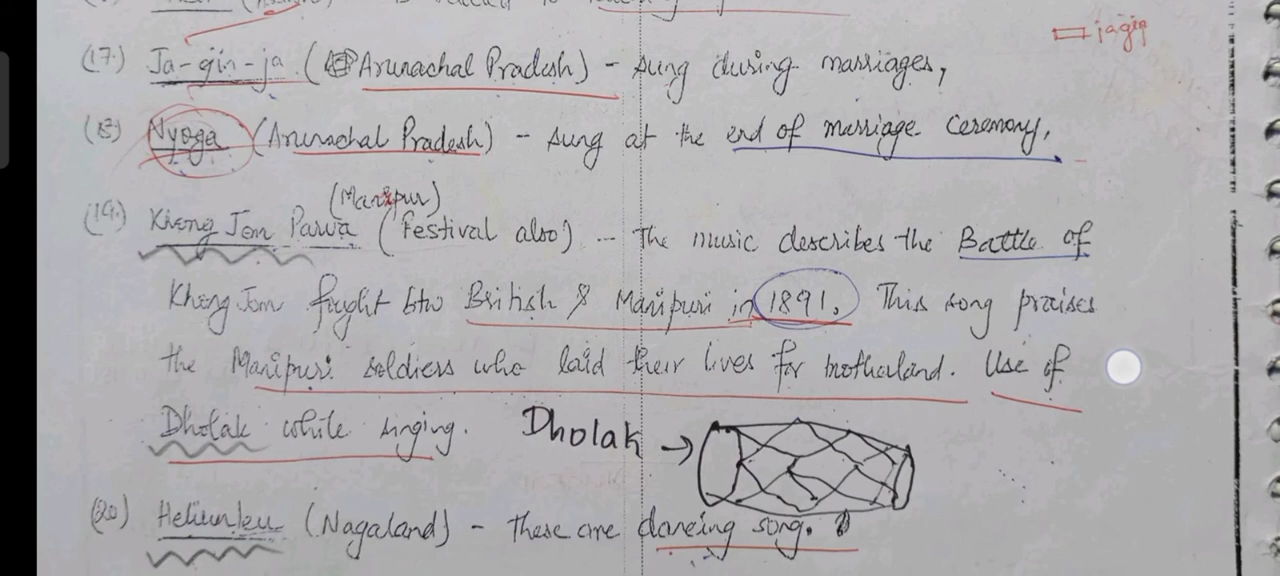 ▭ jagin
(17.) Ja-gin-ja (Arunachal Pradesh) - sung during marriages,
(18) Nyoga (Arunachal Pradesh) - sung at the end of marriage ceremony.
(Manipur)
(19.) Khong Jom Parva (Festival also) -- The music describes the Battle of
Khong Jom fught btw British & Manipuri in 1891. This song praises
the Manipuri soldiers who laid their lives for motherland. Use of
Dholak while singing. Dholak →
(20) (Nagaland) - These are dancing song.